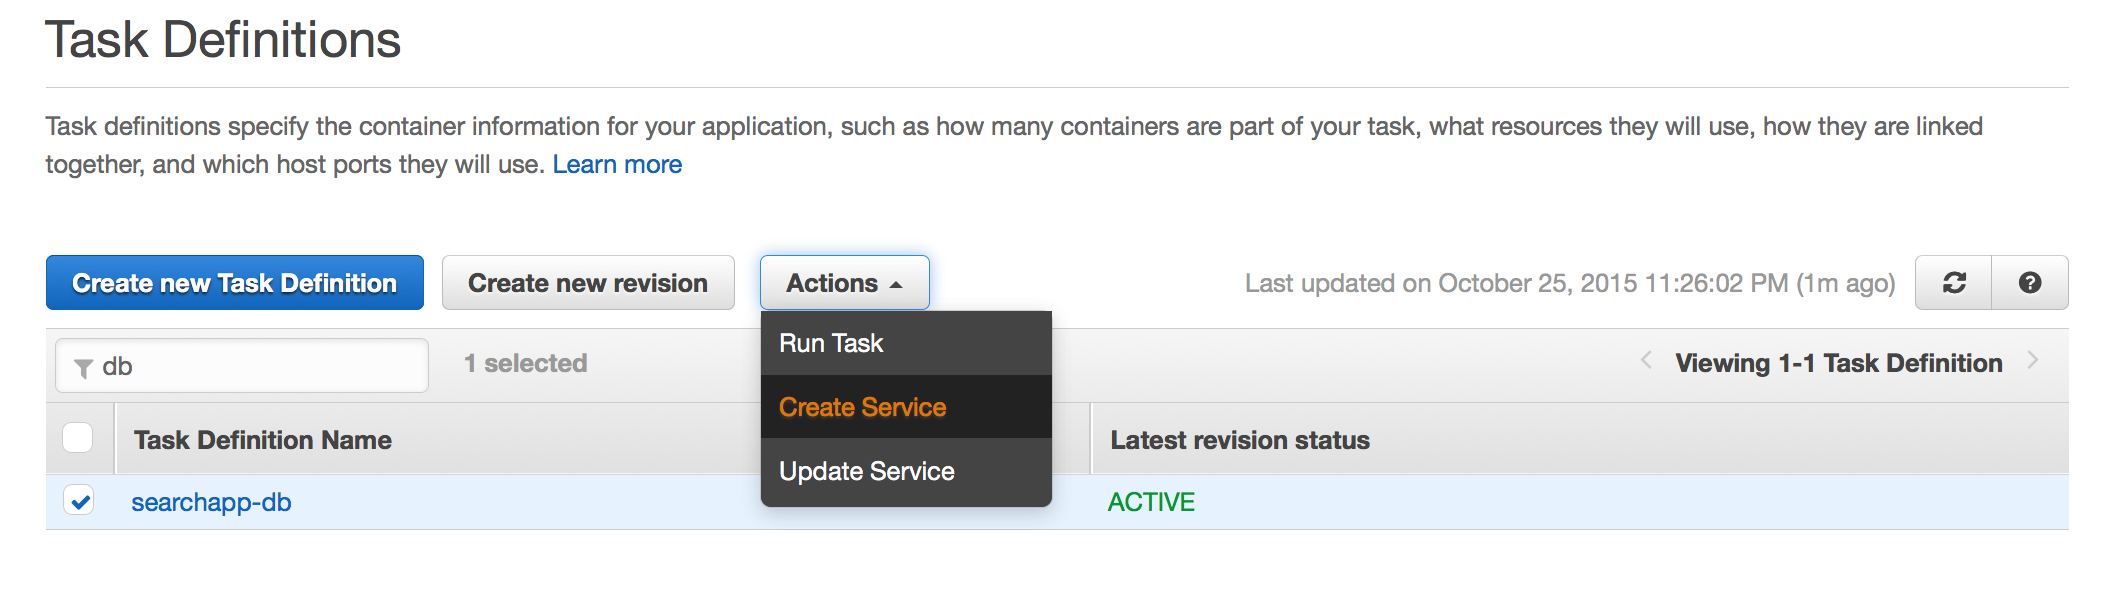 Task Definitions
Task definitions specify the container information for your application, such as how many containers are part of your task, what resources they will use, how they are linked
together, and which host ports they will use. Learn more
Create new Task Definition
Create new revision
Actions
Last updated on October 25, 2015 11:26:02 PM (1m ago)
Run Task
Create Service
Update Service
db
1 selected
Viewing 1-1 Task Definition
Task Definition Name
Latest revision status
searchapp-db
ACTIVE